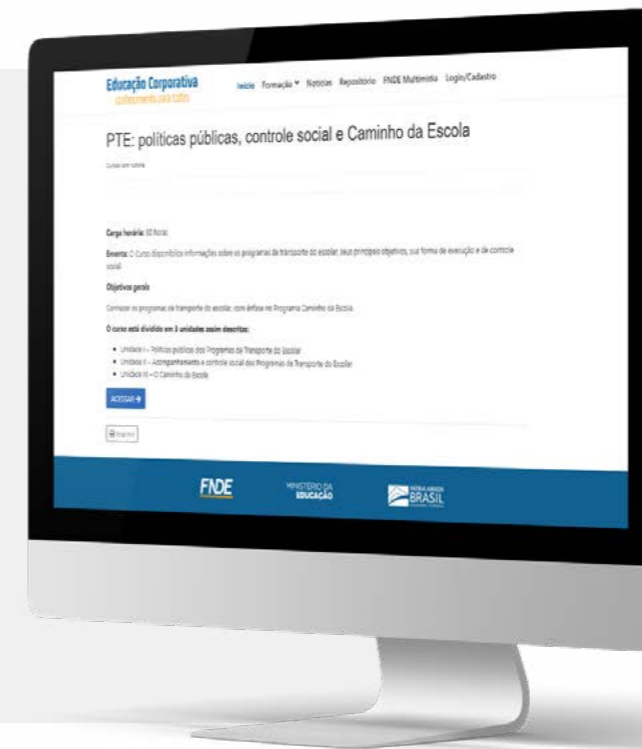 Educação Corporativa
conhecimento para todos
Início Formação Notícias Repositório FNDE Multimídia Login/Cadastro
PTE: políticas públicas, controle social e Caminho da Escola
Cursos sem tutoria
Carga horária: horas
Ementa: O Curso disponibiliza informações sobre os programas de transporte do escolar, seus principais objetivos, sua forma de execução e de controle
social.
Objetivos gerais
Conhecer os programas de transporte do escolar, com ênfase no Programa Caminho da Escola.
O curso está dividido em 3 unidades assim descritas:
Unidade I – Políticas públicas dos Programas de Transporte do Escolar
Unidade II – Acompanhamento e controle social dos Programas de Transporte do Escolar
Unidade III – O Caminho da Escola
ACESSAR
Imprimir
FNDE
MINISTÉRIO DA
EDUCAÇÃO
PÁTRIA AMADA
BRASIL